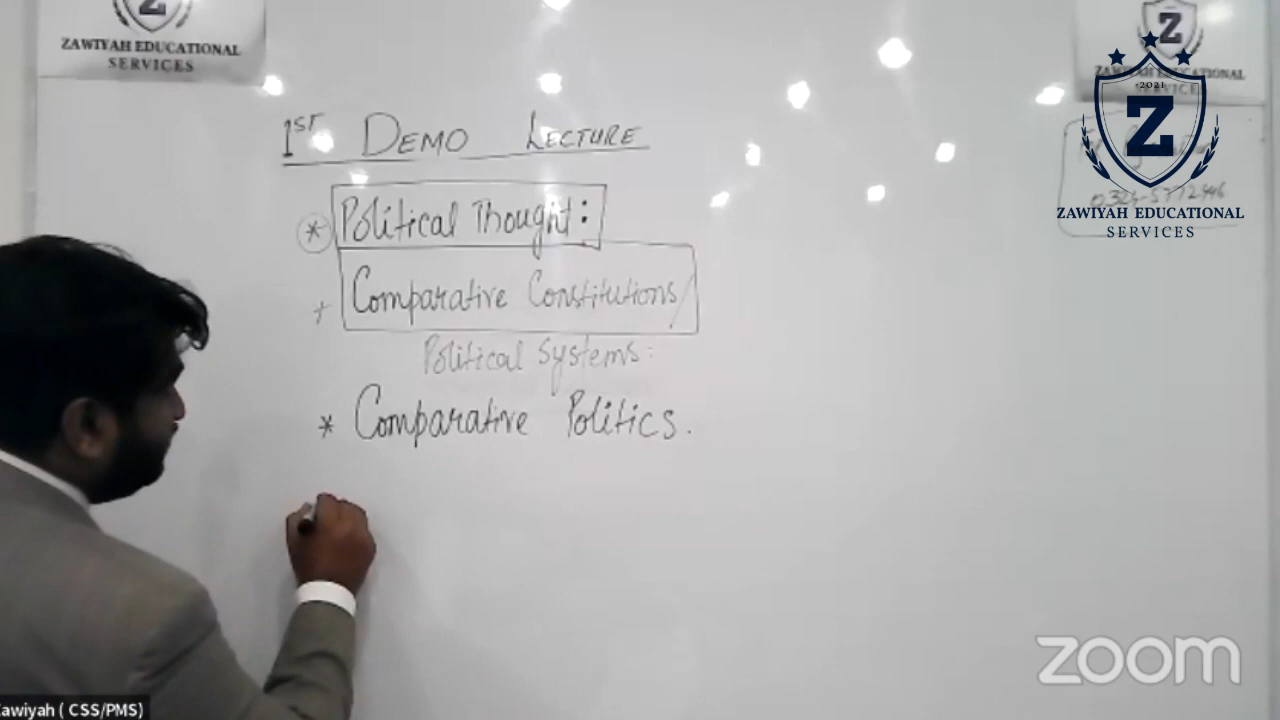 Z
ZAWIYAH EDUCATIONAL
SERVICES
1ST DEMO LECTURE
* Political Thought:
+ Comparative Constitutions/
Political Systems:
* Comparative Politics.
Z
2021
Z
ZAWIYAH EDUCATIONAL
SERVICES
zoom
Zawiyah ( CSS/PMS)